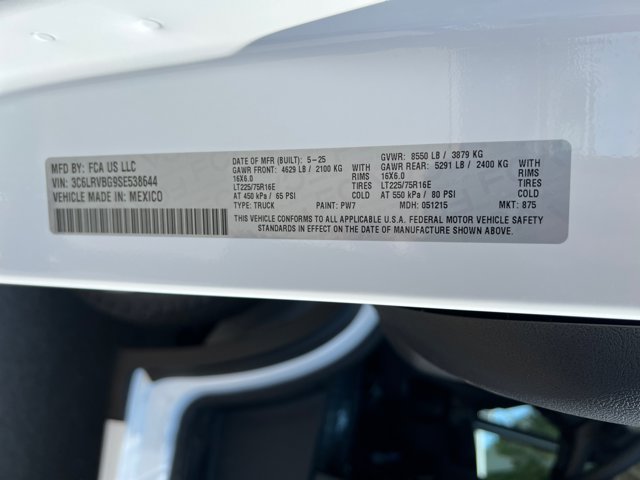 MFD BY: FCA US LLC
VIN: 3C6LRVBG9SE538644
VEHICLE MADE IN: MEXICO
DATE OF MFR (BUILT): 5-25 GVWR: 8550 LB / 3879 KG
GAWR FRONT: 4629 LB / 2100 KG WITH GAWR REAR: 5291 LB / 2400 KG WITH
16X6.0 RIMS 16X6.0 RIMS
LT225/75R16E TIRES LT225/75R16E TIRES
AT 450 kPa / 65 PSI COLD AT 550 kPa / 80 PSI COLD
TYPE: TRUCK PAINT: PW7 MDH: 051215 MKT: 875
THIS VEHICLE CONFORMS TO ALL APPLICABLE U.S.A. FEDERAL MOTOR VEHICLE SAFETY
STANDARDS IN EFFECT ON THE DATE OF MANUFACTURE SHOWN ABOVE.